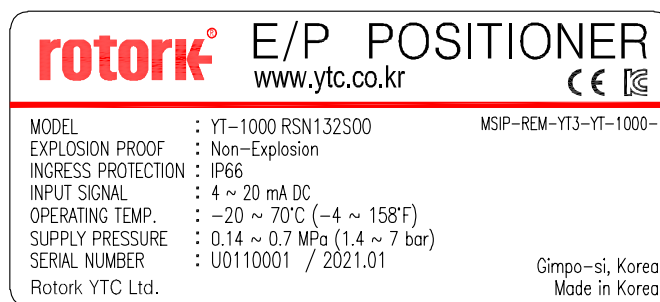 rotork E/P POSITIONER
www.ytc.co.kr
CE
MODEL : YT-1000 RSN132S00 MSIP-REM-YT3-YT-1000-
EXPLOSION PROOF : Non-Explosion
INGRESS PROTECTION : IP66
INPUT SIGNAL : 4 ~ 20 mA DC
OPERATING TEMP. : -20 ~ 70°C (-4 ~ 158°F)
SUPPLY PRESSURE : 0.14 ~ 0.7 MPa (1.4 ~ 7 bar)
SERIAL NUMBER : U0110001 / 2021.01
Rotork YTC Ltd. Gimpo-si, Korea
Made in Korea